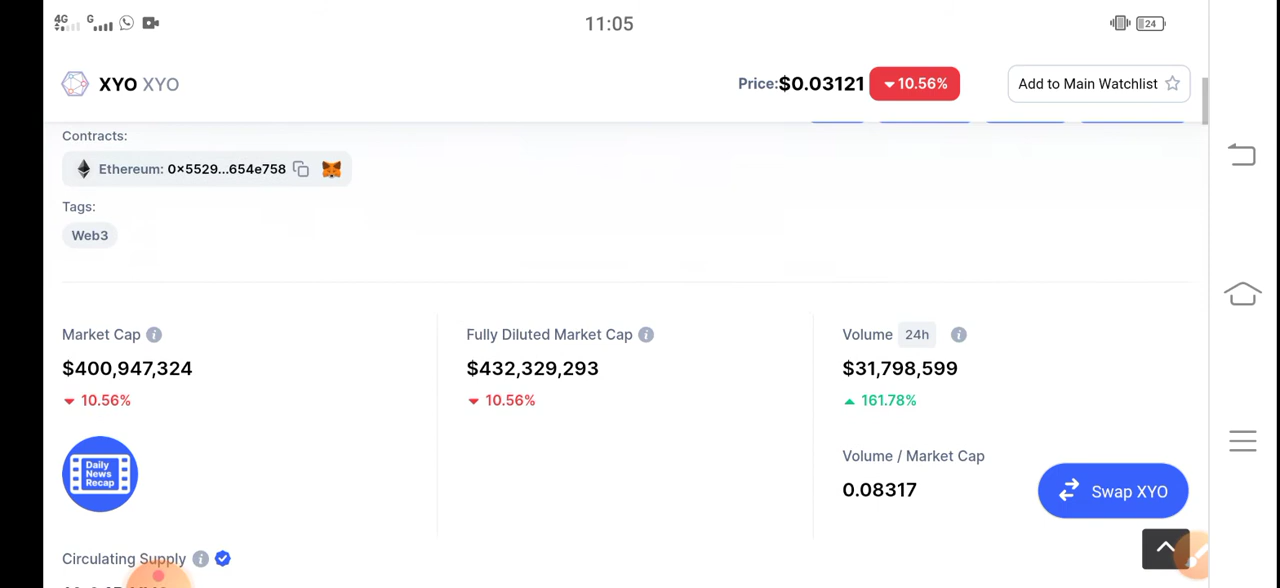 4G G 11:05 24
XYO XYO Price:$0.03121 10.56% Add to Main Watchlist
Contracts:
Ethereum: 0x5529...654e758
Tags:
Web3
Market Cap Fully Diluted Market Cap Volume 24h
$400,947,324 $432,329,293 $31,798,599
10.56% 10.56% 161.78%
Daily
News
Recap
Volume / Market Cap
0.08317
Swap XYO
Circulating Supply